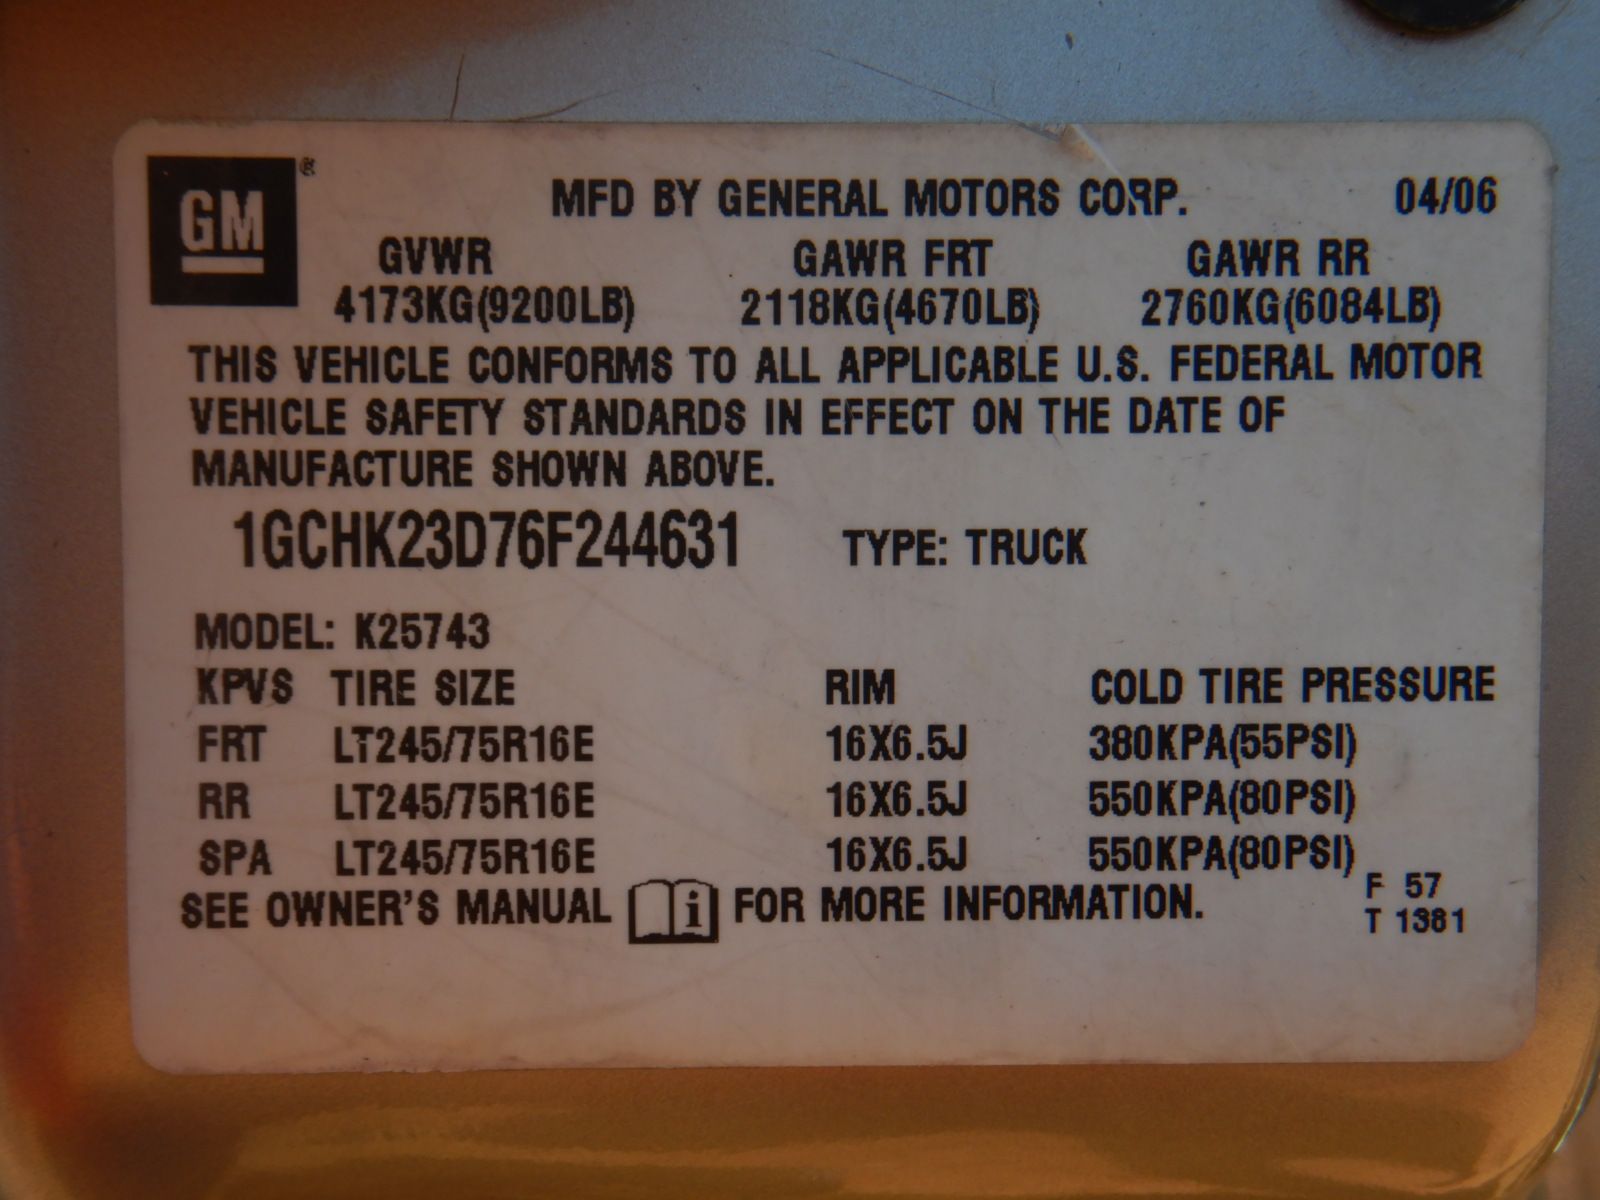 GM ®
MFD BY GENERAL MOTORS CORP. 04/06
GVWR GAWR FRT GAWR RR
4173KG(9200LB) 2118KG(4670LB) 2760KG(6084LB)
THIS VEHICLE CONFORMS TO ALL APPLICABLE U.S. FEDERAL MOTOR
VEHICLE SAFETY STANDARDS IN EFFECT ON THE DATE OF
MANUFACTURE SHOWN ABOVE.
1GCHK23D76F244631 TYPE: TRUCK
MODEL: K25743
KPVS TIRE SIZE RIM COLD TIRE PRESSURE
FRT LT245/75R16E 16X6.5J 380KPA(55PSI)
RR LT245/75R16E 16X6.5J 550KPA(80PSI)
SPA LT245/75R16E 16X6.5J 550KPA(80PSI)
SEE OWNER'S MANUAL i FOR MORE INFORMATION.
F 57
T 1381